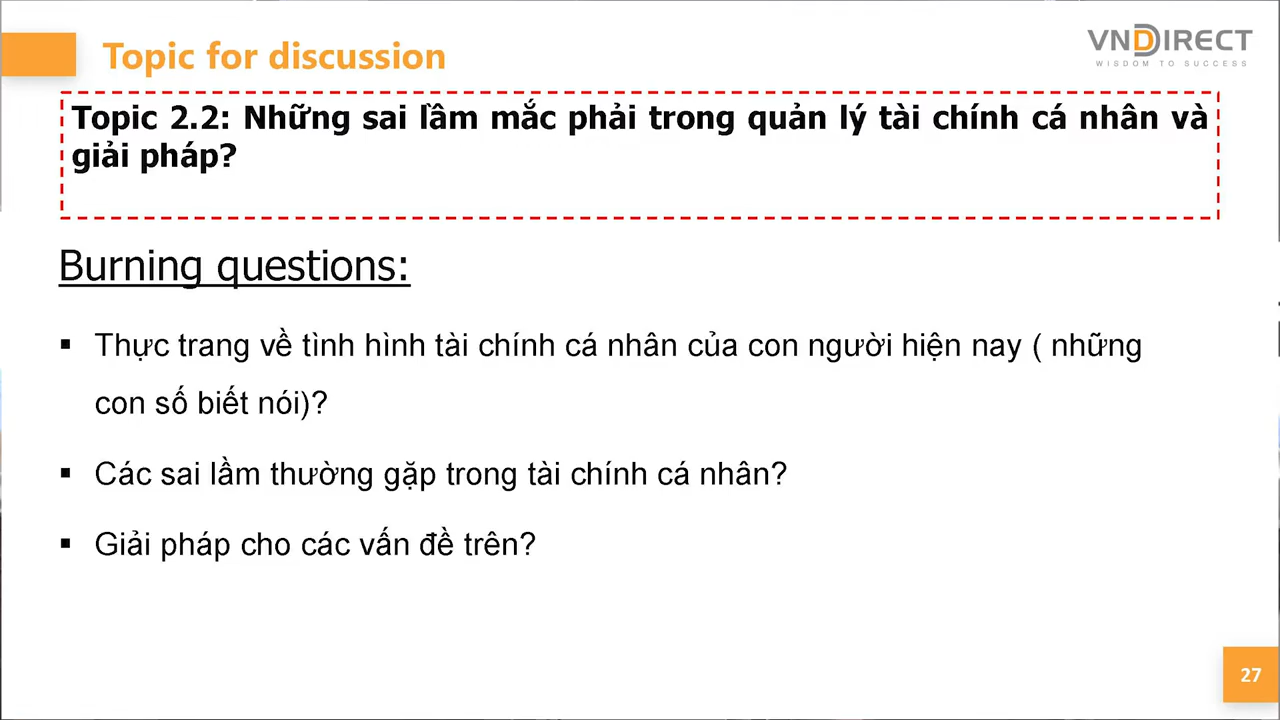 Topic for discussion
VNDIRECT
WISDOM TO SUCCESS
Topic 2.2: Những sai lầm mắc phải trong quản lý tài chính cá nhân và
giải pháp?
Burning questions:
▪ Thực trang về tình hình tài chính cá nhân của con người hiện nay ( những
con số biết nói)?
▪ Các sai lầm thường gặp trong tài chính cá nhân?
▪ Giải pháp cho các vấn đề trên?
27